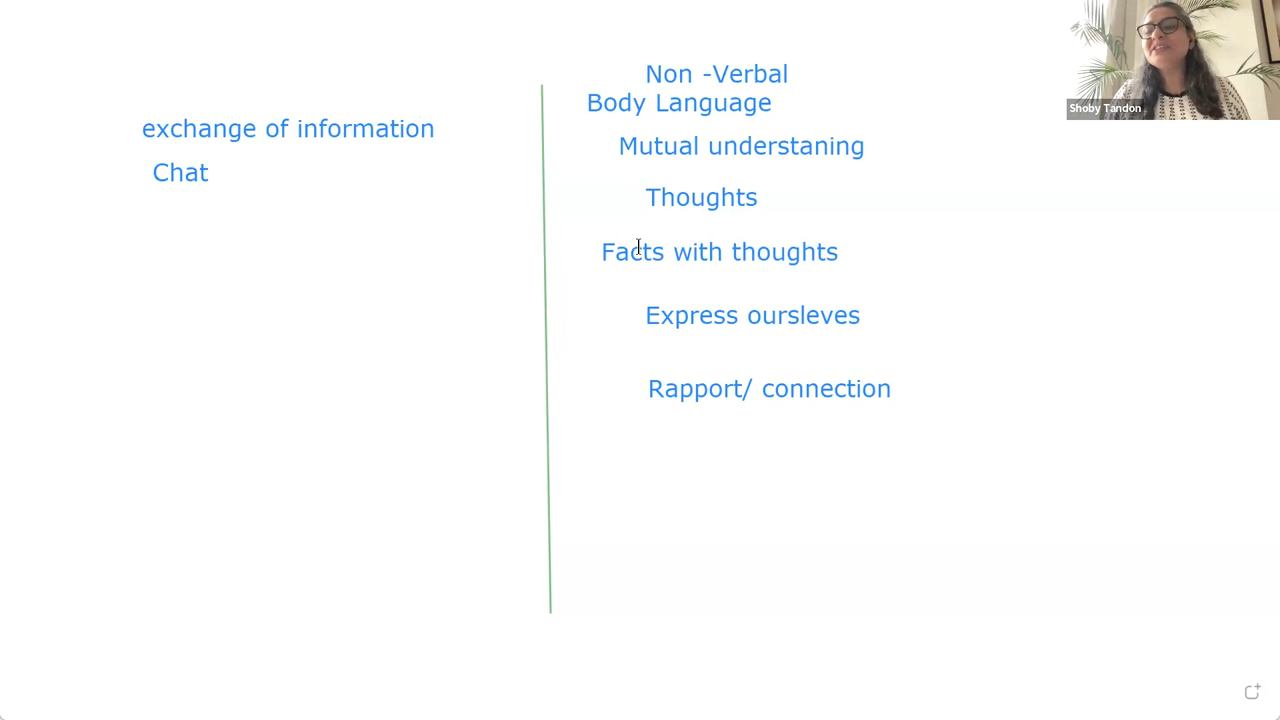 exchange of information
Chat
Non -Verbal
Body Language
Mutual understaning
Thoughts
Facts with thoughts
Express oursleves
Rapport/ connection
Shoby Tandon